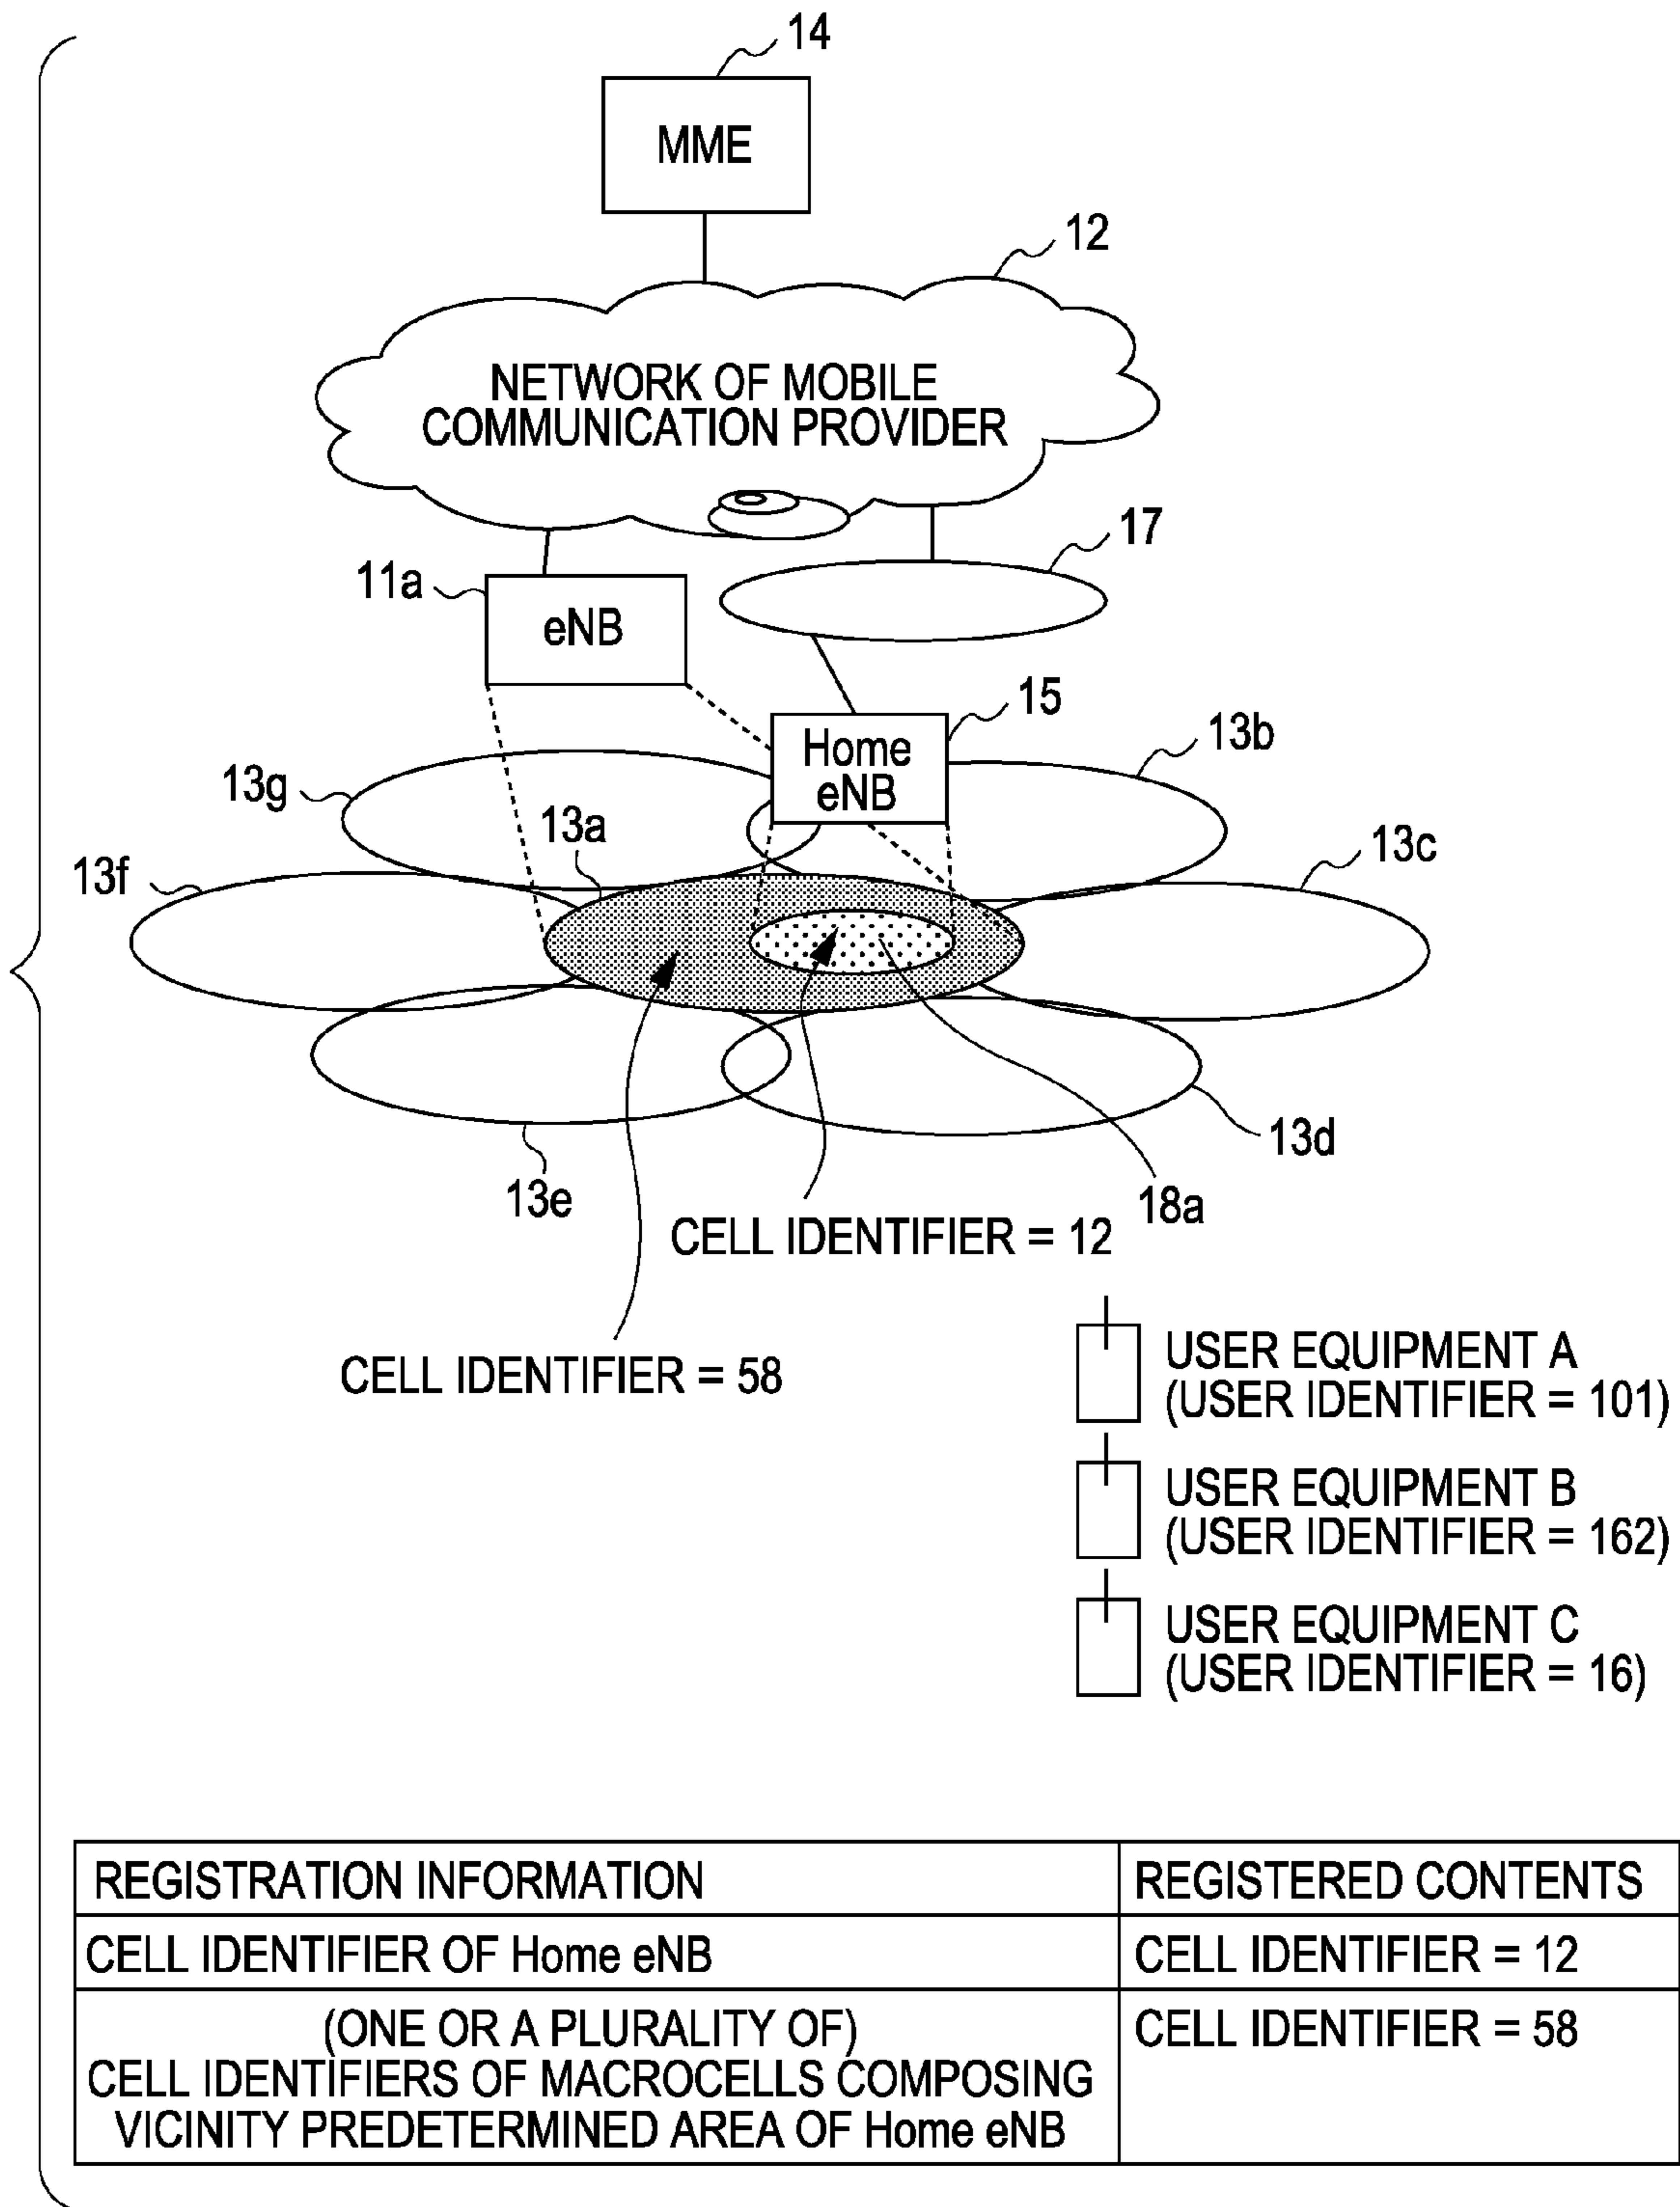 14
MME
12
NETWORK OF MOBILE
COMMUNICATION PROVIDER
17
11a
eNB
15
Home
eNB
13b
13g
13a
13c
13f
13d
13e
18a
CELL IDENTIFIER = 12
CELL IDENTIFIER = 58
USER EQUIPMENT A
(USER IDENTIFIER = 101)
USER EQUIPMENT B
(USER IDENTIFIER = 162)
USER EQUIPMENT C
(USER IDENTIFIER = 16)
REGISTRATION INFORMATION
REGISTERED CONTENTS
CELL IDENTIFIER OF Home eNB
CELL IDENTIFIER = 12
(ONE OR A PLURALITY OF)
CELL IDENTIFIERS OF MACROCELLS COMPOSING
VICINITY PREDETERMINED AREA OF Home eNB
CELL IDENTIFIER = 58